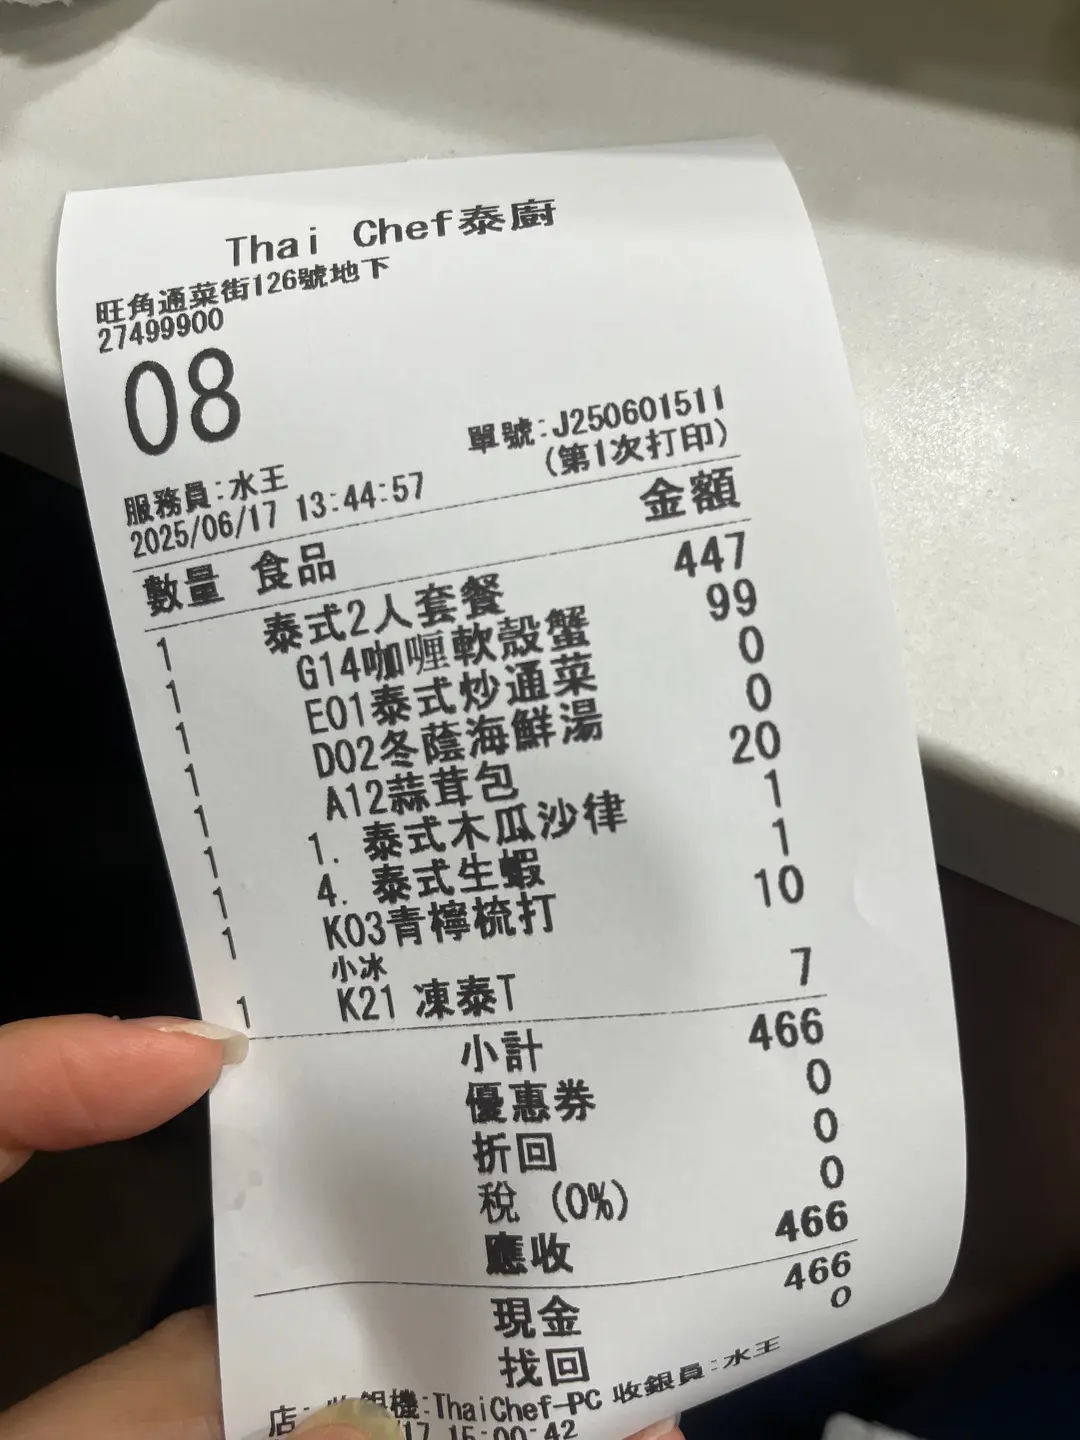 Thai Chef泰廚
旺角通菜街126號地下
27499900
08
單號:J250601511
(第1次打印)
服務員:水王
2025/06/17 13:44:57
數量 食品 金額
1 泰式2人套餐 447
1 G14咖喱軟殼蟹 99
1 E01泰式炒通菜 0
1 D02冬蔭海鮮湯 0
1 A12蒜茸包 20
1 1. 泰式木瓜沙律 1
1 4. 泰式生蝦 1
1 K03青檸梳打 10
小冰
1 K21 凍泰T 7
小計 466
優惠券 0
折回 0
稅 (0%) 0
應收 466
現金 466
找回 0
店: 收銀機:ThaiChef-PC 收銀員:水王
/17 15:00:42